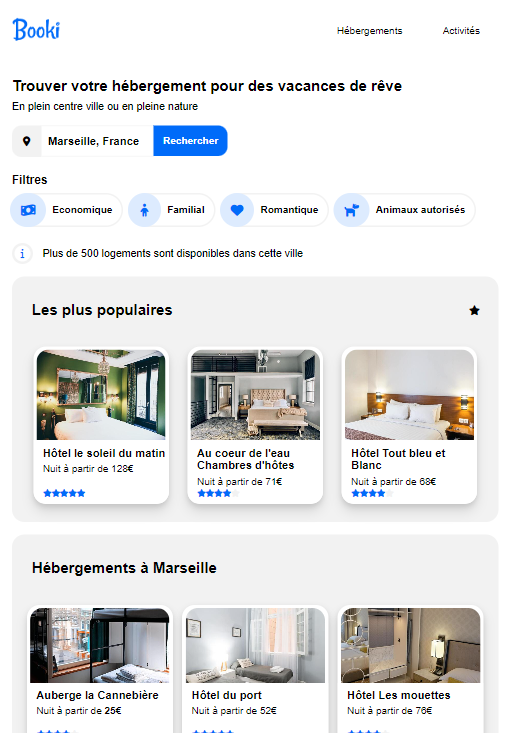 Booki
Hébergements
Activités
Trouver votre hébergement pour des vacances de rêve
En plein centre ville ou en pleine nature
Marseille, France
Rechercher
Filtres
Economique
Familial
Romantique
Animaux autorisés
Plus de 500 logements sont disponibles dans cette ville
Les plus populaires
Hôtel le soleil du matin
Nuit à partir de 128€
Au coeur de l'eau
Chambres d'hôtes
Nuit à partir de 71€
Hôtel Tout bleu et
Blanc
Nuit à partir de 68€
Hébergements à Marseille
Auberge la Cannebière
Nuit à partir de 25€
Hôtel du port
Nuit à partir de 52€
Hôtel Les mouettes
Nuit à partir de 76€